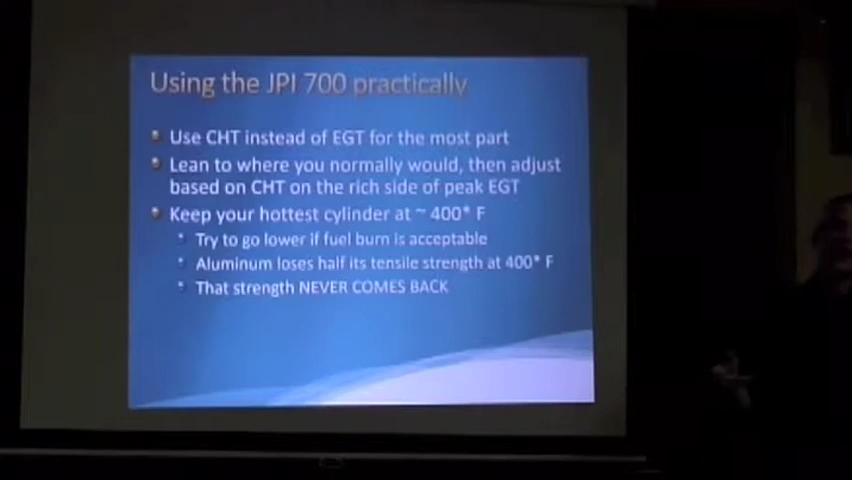 Using the JPI 700 practically
Use CHT instead of EGT for the most part
Lean to where you normally would, then adjust
based on CHT on the rich side of peak EGT
Keep your hottest cylinder at ~ 400* F
Try to go lower if fuel burn is acceptable
Aluminum loses half its tensile strength at 400* F
That strength NEVER COMES BACK